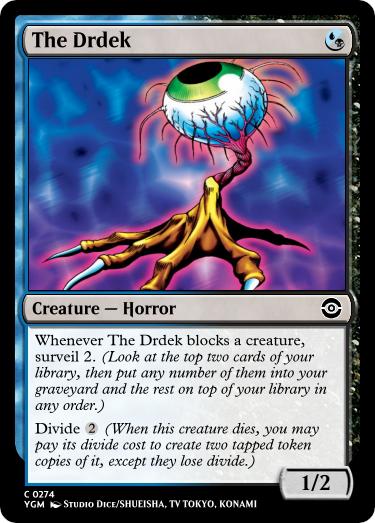 The Drdek
Creature — Horror
Whenever The Drdek blocks a creature,
surveil 2. (Look at the top two cards of your
library, then put any number of them into your
graveyard and the rest on top of your library in
any order.)
Divide 2 (When this creature dies, you may
pay its divide cost to create two tapped token
copies of it, except they lose divide.)
1/2
C 0274
YGM Studio Dice/SHUEISHA, TV TOKYO, KONAMI